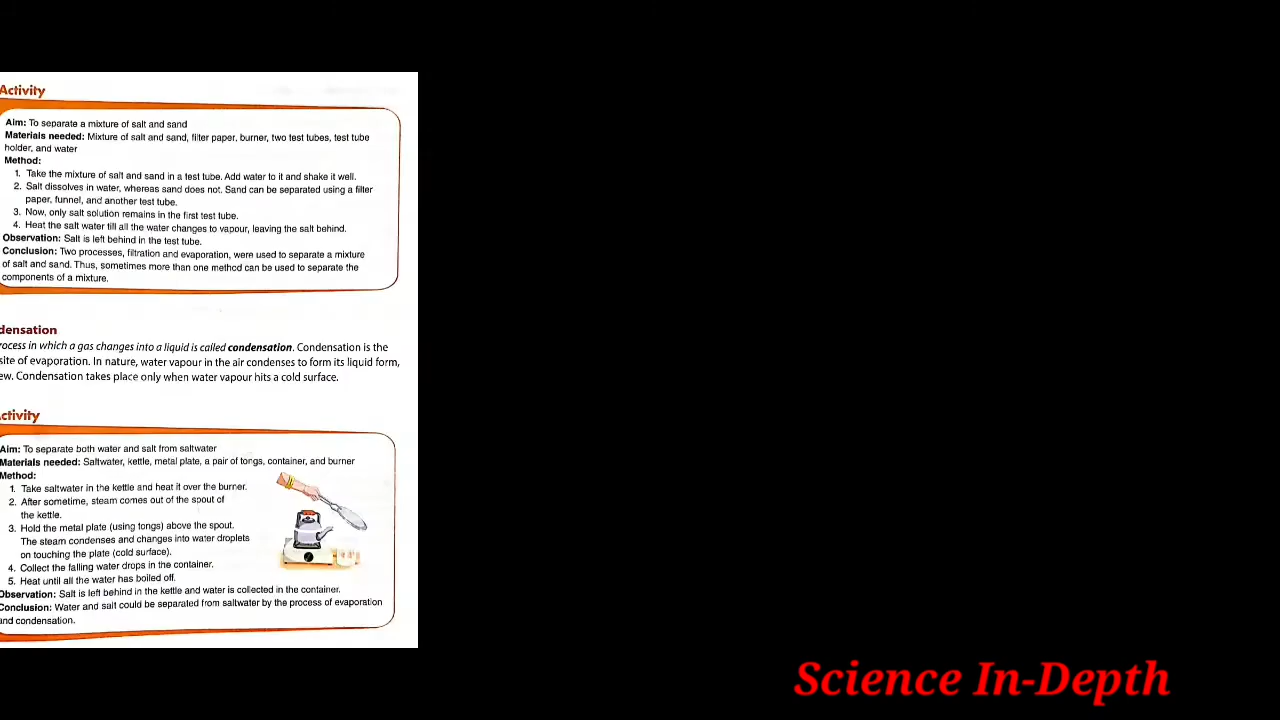 Activity
Aim: To separate a mixture of salt and sand
Materials needed: Mixture of salt and sand, filter paper, burner, two test tubes, test tube
holder, and water
Method:
1. Take the mixture of salt and sand in a test tube. Add water to it and shake it well.
2. Salt dissolves in water, whereas sand does not. Sand can be separated using a filter
paper, funnel, and another test tube.
3. Now, only salt solution remains in the first test tube.
4. Heat the salt water till all the water changes to vapour, leaving the salt behind.
Observation: Salt is left behind in the test tube.
Conclusion: Two processes, filtration and evaporation, were used to separate a mixture
of salt and sand. Thus, sometimes more than one method can be used to separate the
components of a mixture.
densation
rocess in which a gas changes into a liquid is called condensation. Condensation is the
site of evaporation. In nature, water vapour in the air condenses to form its liquid form,
ew. Condensation takes place only when water vapour hits a cold surface.
ctivity
Aim: To separate both water and salt from saltwater
Materials needed: Saltwater, kettle, metal plate, a pair of tongs, container, and burner
Method:
1. Take saltwater in the kettle and heat it over the burner.
2. After sometime, steam comes out of the spout of
the kettle.
3. Hold the metal plate (using tongs) above the spout.
The steam condenses and changes into water droplets
on touching the plate (cold surface).
4. Collect the falling water drops in the container.
5. Heat until all the water has boiled off.
Observation: Salt is left behind in the kettle and water is collected in the container.
Conclusion: Water and salt could be separated from saltwater by the process of evaporation
and condensation.
Science In-Depth